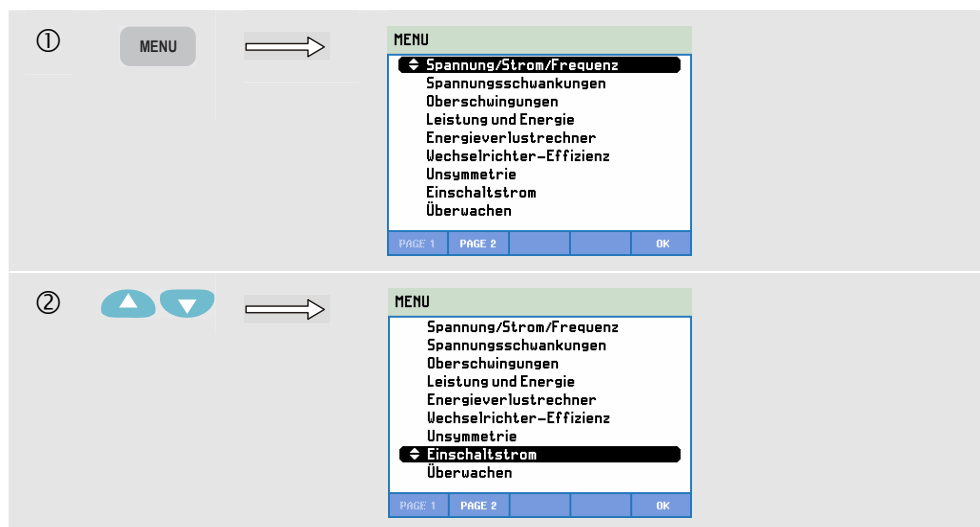 ①
MENU
MENU
Spannung/Strom/Frequenz
Spannungsschwankungen
Oberschwingungen
Leistung und Energie
Energieverlustrechner
Wechselrichter-Effizienz
Unsymmetrie
Einschaltstrom
Überwachen
PAGE 1 PAGE 2 OK
②
MENU
Spannung/Strom/Frequenz
Spannungsschwankungen
Oberschwingungen
Leistung und Energie
Energieverlustrechner
Wechselrichter-Effizienz
Unsymmetrie
Einschaltstrom
Überwachen
PAGE 1 PAGE 2 OK